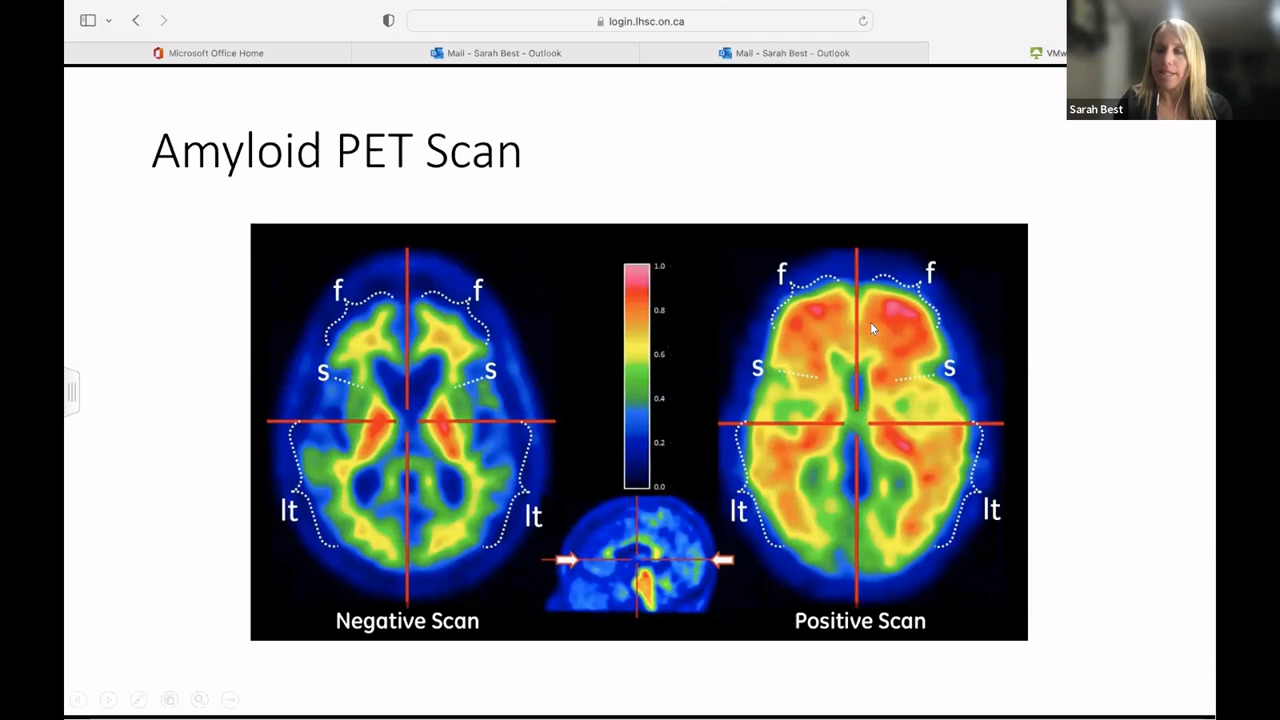 login.lhsc.on.ca
Microsoft Office Home
Mail - Sarah Best - Outlook
Mail - Sarah Best - Outlook
VMw
Sarah Best
Amyloid PET Scan
f
f
s
s
lt
lt
Negative Scan
1.0
0.8
0.6
0.4
0.2
0.0
f
f
s
s
lt
lt
Positive Scan